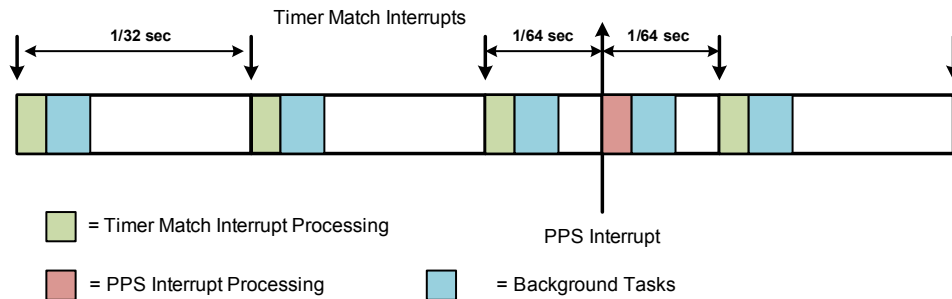 Timer Match Interrupts
1/32 sec
1/64 sec
1/64 sec
= Timer Match Interrupt Processing
PPS Interrupt
= PPS Interrupt Processing
= Background Tasks